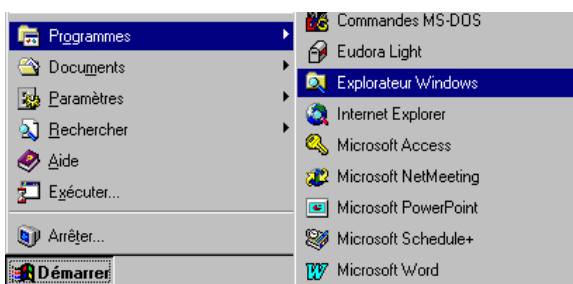 Programmes
Documents
Paramètres
Rechercher
Aide
Exécuter...
Arrêter...
Démarrer
Commandes MS-DOS
Eudora Light
Explorateur Windows
Internet Explorer
Microsoft Access
Microsoft NetMeeting
Microsoft PowerPoint
Microsoft Schedule+
Microsoft Word